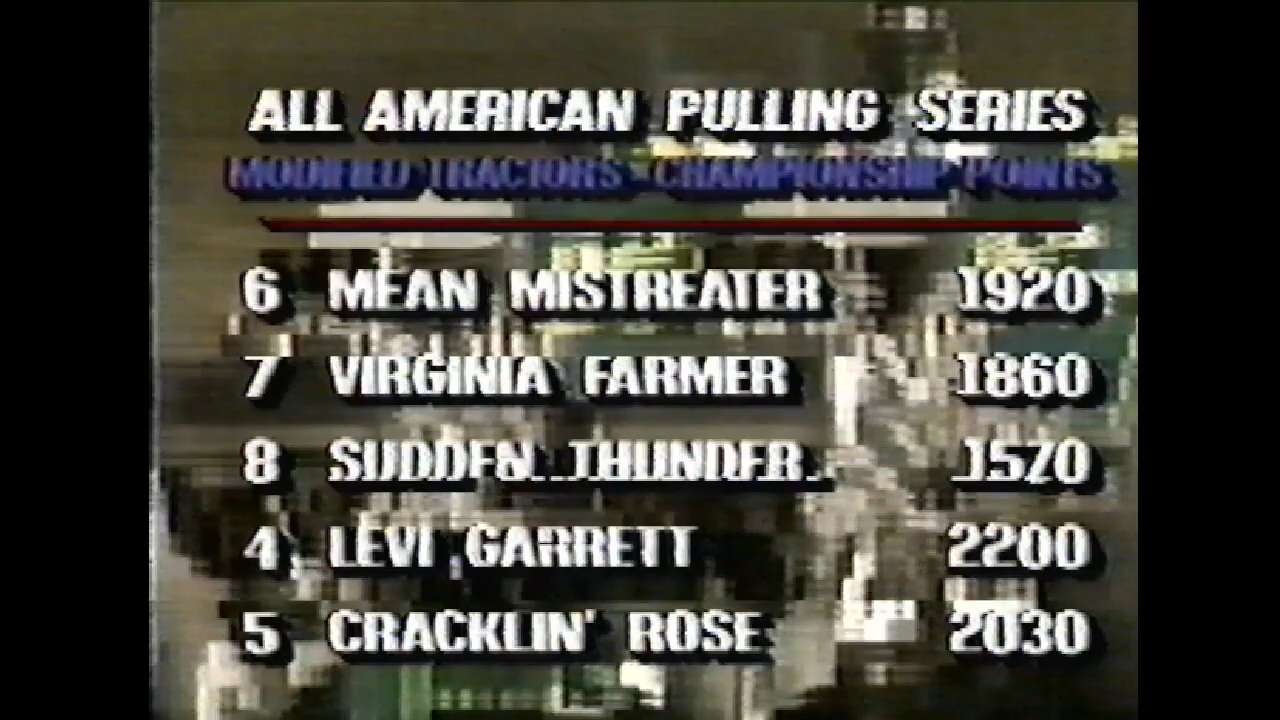 ALL AMERICAN PULLING SERIES
MODIFIED TRACTORS - CHAMPIONSHIP POINTS
6 MEAN MISTREATER 1920
7 VIRGINIA FARMER 1860
8 SUDDEN THUNDER 1570
4 LEVI GARRETT 2200
5 CRACKLIN' ROSE 2030